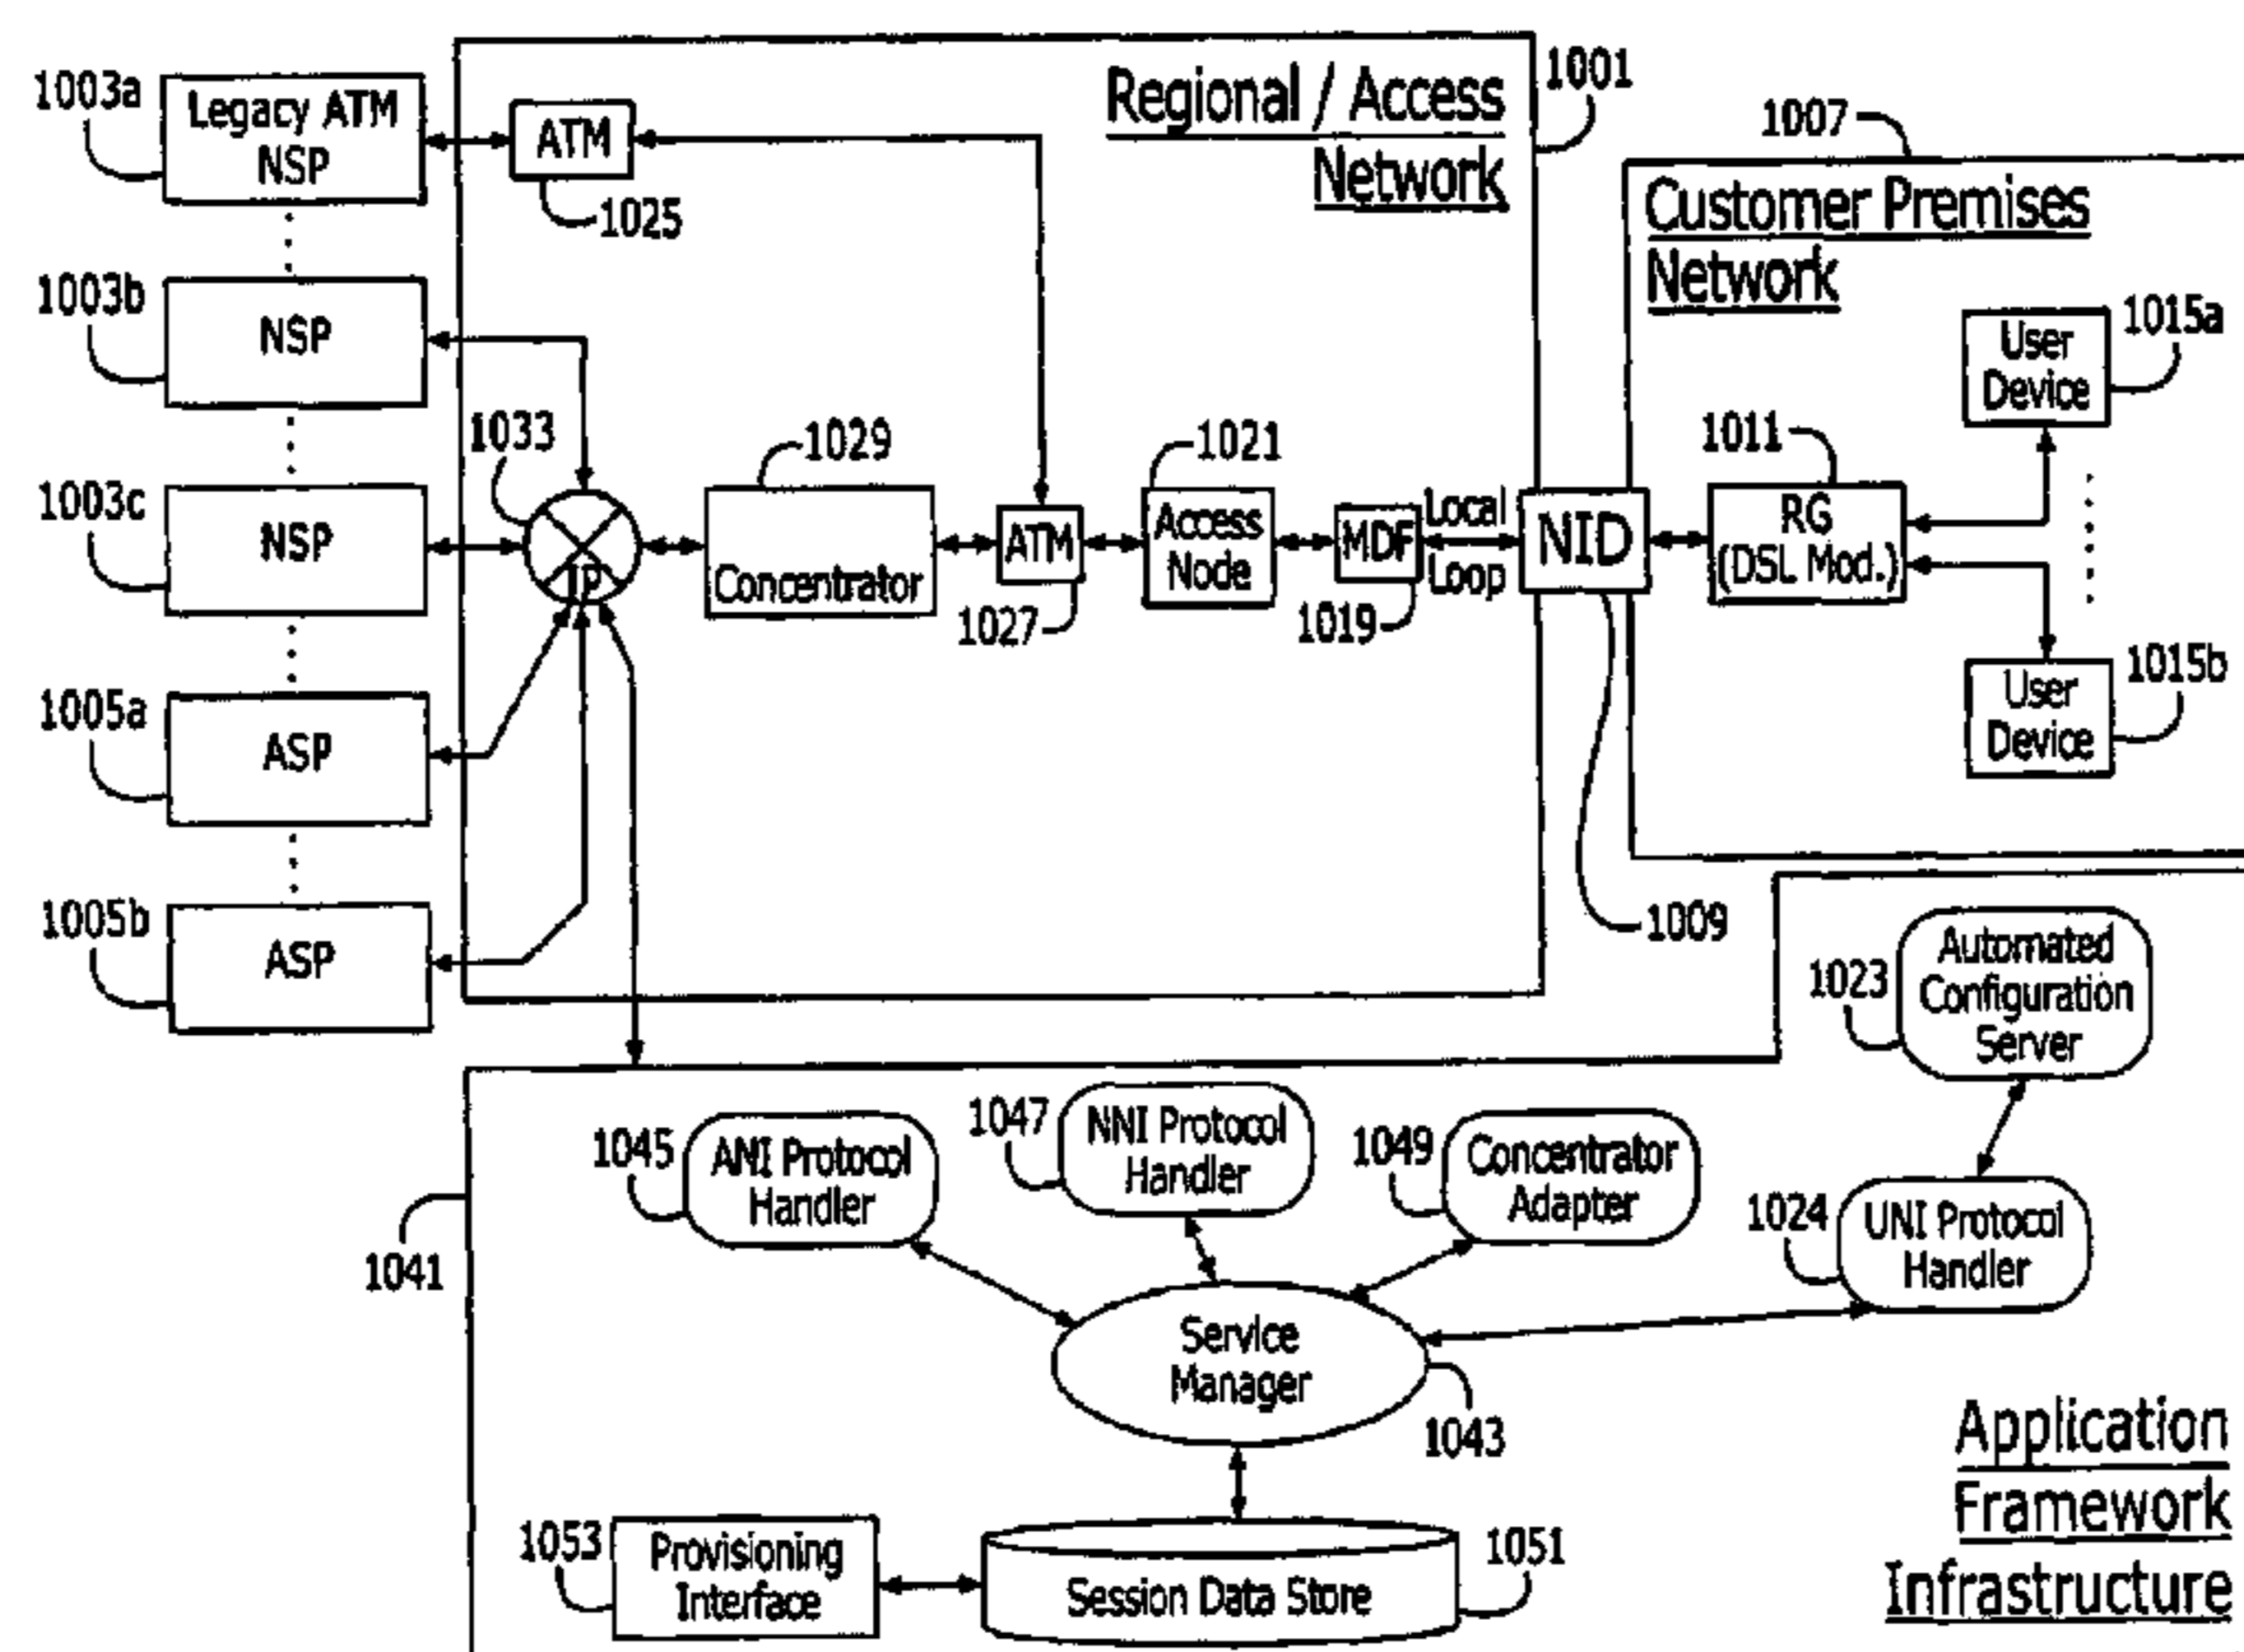 1003a
Legacy ATM
NSP
1003b
NSP
1003c
NSP
1005a
ASP
1005b
ASP
Regional / Access
Network
1001
ATM
1025
1033
IP
1029
Concentrator
ATM
1027
1021
Access
Node
MDF
1019
Local
Loop
NID
1009
1007
Customer Premises
Network
1011
RG
(DSL Mod.)
User
Device
1015a
User
Device
1015b
1041
1045
ANI Protocol
Handler
1047
NNI Protocol
Handler
1049
Concentrator
Adapter
1023
Automated
Configuration
Server
1024
UNI Protocol
Handler
Service
Manager
1043
1053
Provisioning
Interface
Session Data Store
1051
Application
Framework
Infrastructure